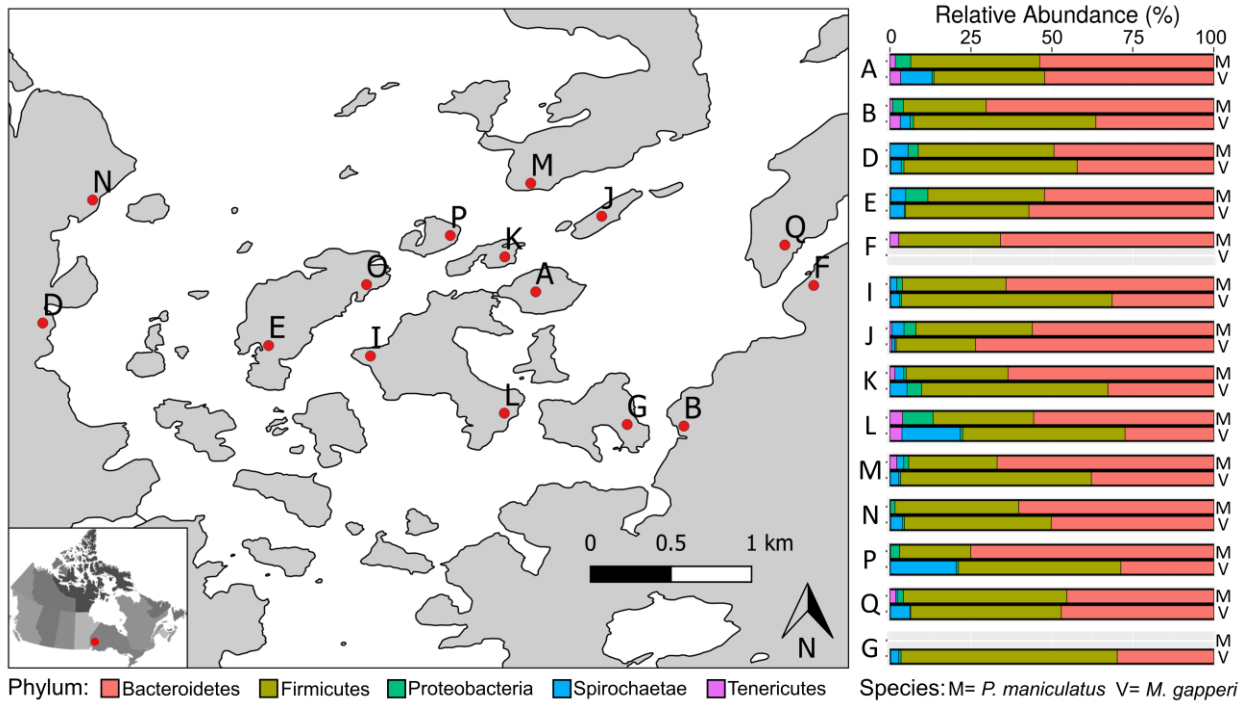 Relative Abundance (%)
0 25 50 75 100
A M
V
B M
V
D M
V
E M
V
F M
V
I M
V
J M
V
K M
V
L M
V
M M
V
N M
V
P M
V
Q M
V
G M
V
N
M
J
P
K
Q
F
O
A
D
E
I
L
G
B
0 0.5 1 km
N
Phylum: Bacteroidetes Firmicutes Proteobacteria Spirochaetae Tenericutes
Species: M= P. maniculatus V= M. gapperi